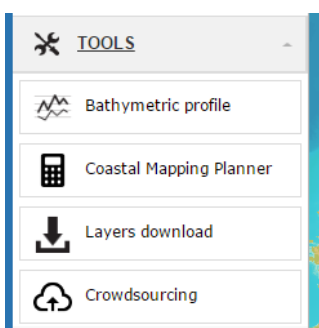 TOOLS
Bathymetric profile
Coastal Mapping Planner
Layers download
Crowdsourcing